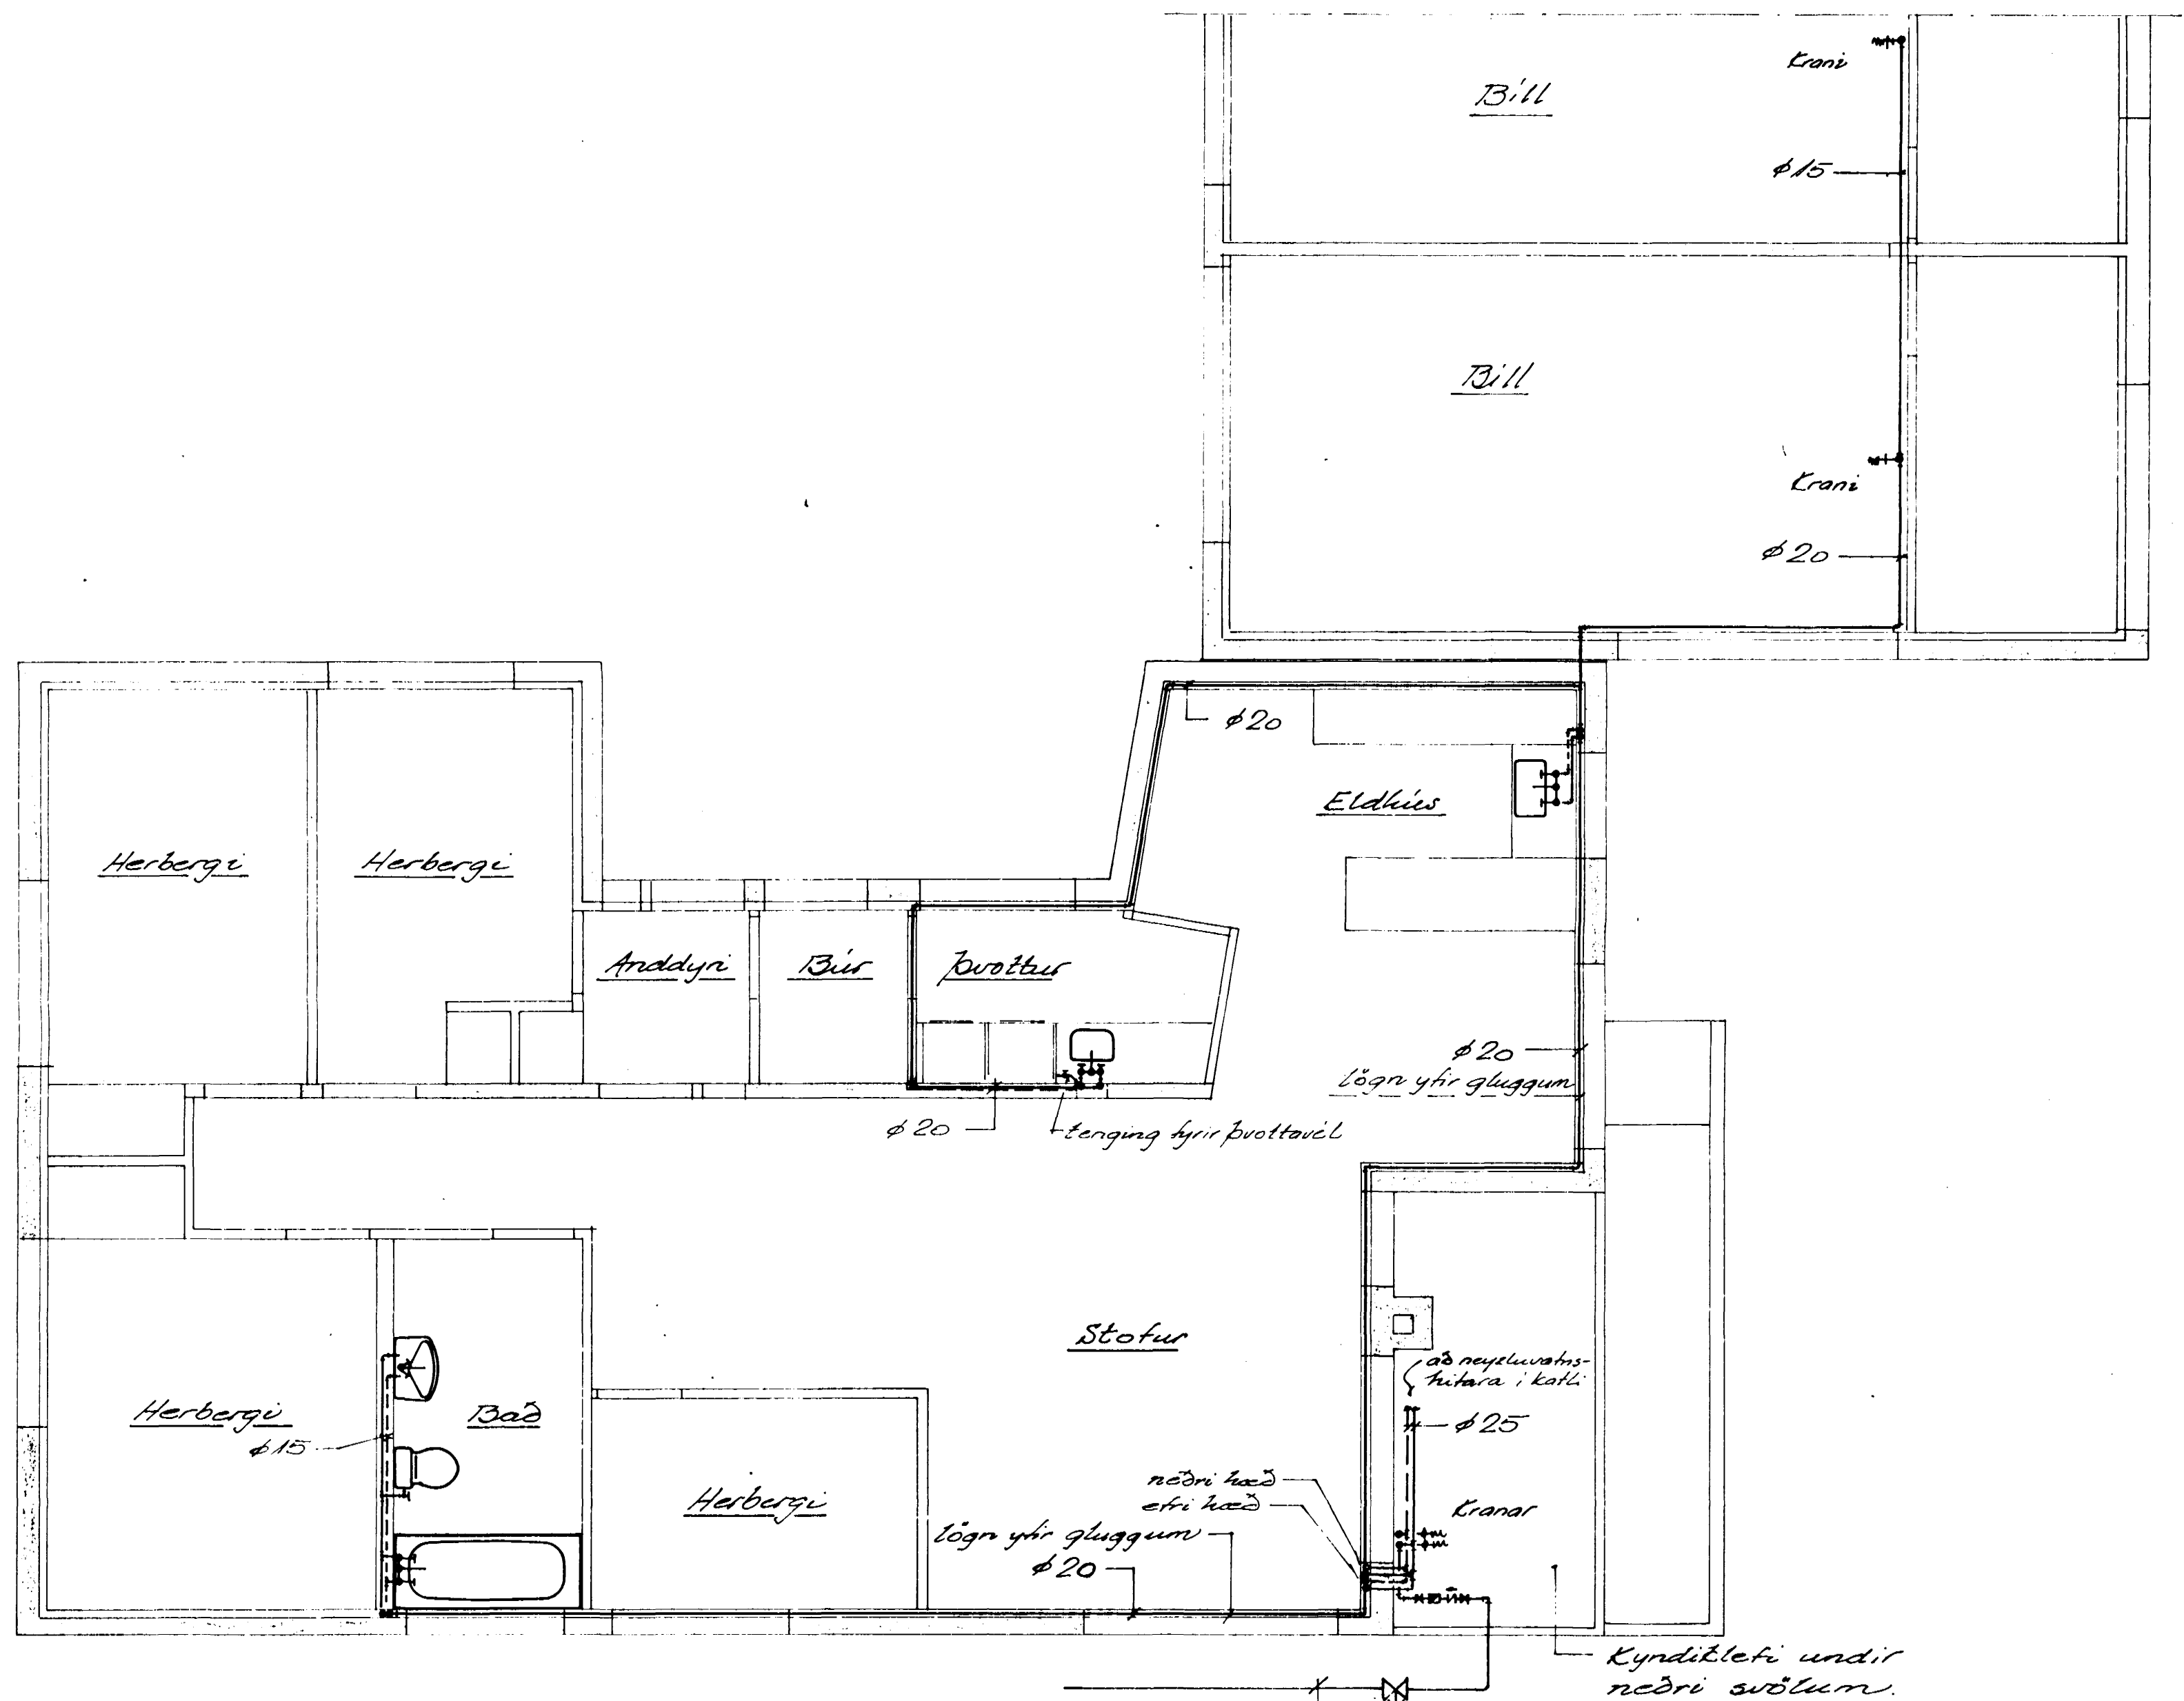 Krani
Bíll
ø15
Bíll
Krani
ø20
ø20
Eldhús
Herbergi
Herbergi
Anddyri
Búr
Þvottur
ø20
lögn yfir gluggum
ø20
tenging fyrir þvottavél
Stofur
að neysluvatns-
hitara í katli
Herbergi
Bað
ø15
ø25
neðri hæð
efri hæð
Herbergi
Kranar
lögn yfir gluggum
ø20
Kyndiklefi undir
neðri svölum.